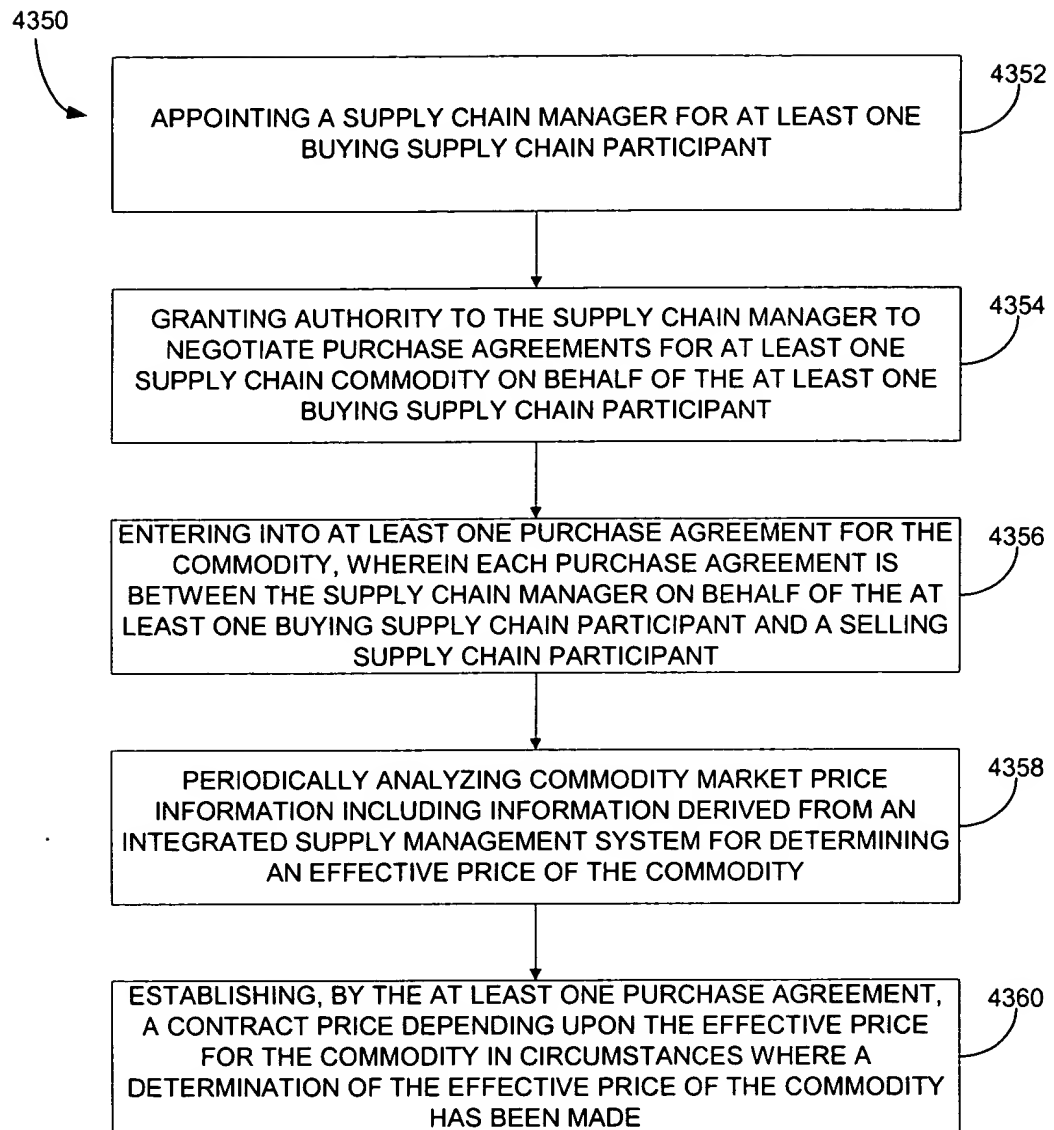 4350
APPOINTING A SUPPLY CHAIN MANAGER FOR AT LEAST ONE
BUYING SUPPLY CHAIN PARTICIPANT
4352
GRANTING AUTHORITY TO THE SUPPLY CHAIN MANAGER TO
NEGOTIATE PURCHASE AGREEMENTS FOR AT LEAST ONE
SUPPLY CHAIN COMMODITY ON BEHALF OF THE AT LEAST ONE
BUYING SUPPLY CHAIN PARTICIPANT
4354
ENTERING INTO AT LEAST ONE PURCHASE AGREEMENT FOR THE
COMMODITY, WHEREIN EACH PURCHASE AGREEMENT IS
BETWEEN THE SUPPLY CHAIN MANAGER ON BEHALF OF THE AT
LEAST ONE BUYING SUPPLY CHAIN PARTICIPANT AND A SELLING
SUPPLY CHAIN PARTICIPANT
4356
PERIODICALLY ANALYZING COMMODITY MARKET PRICE
INFORMATION INCLUDING INFORMATION DERIVED FROM AN
INTEGRATED SUPPLY MANAGEMENT SYSTEM FOR DETERMINING
AN EFFECTIVE PRICE OF THE COMMODITY
4358
ESTABLISHING, BY THE AT LEAST ONE PURCHASE AGREEMENT,
A CONTRACT PRICE DEPENDING UPON THE EFFECTIVE PRICE
FOR THE COMMODITY IN CIRCUMSTANCES WHERE A
DETERMINATION OF THE EFFECTIVE PRICE OF THE COMMODITY
HAS BEEN MADE
4360